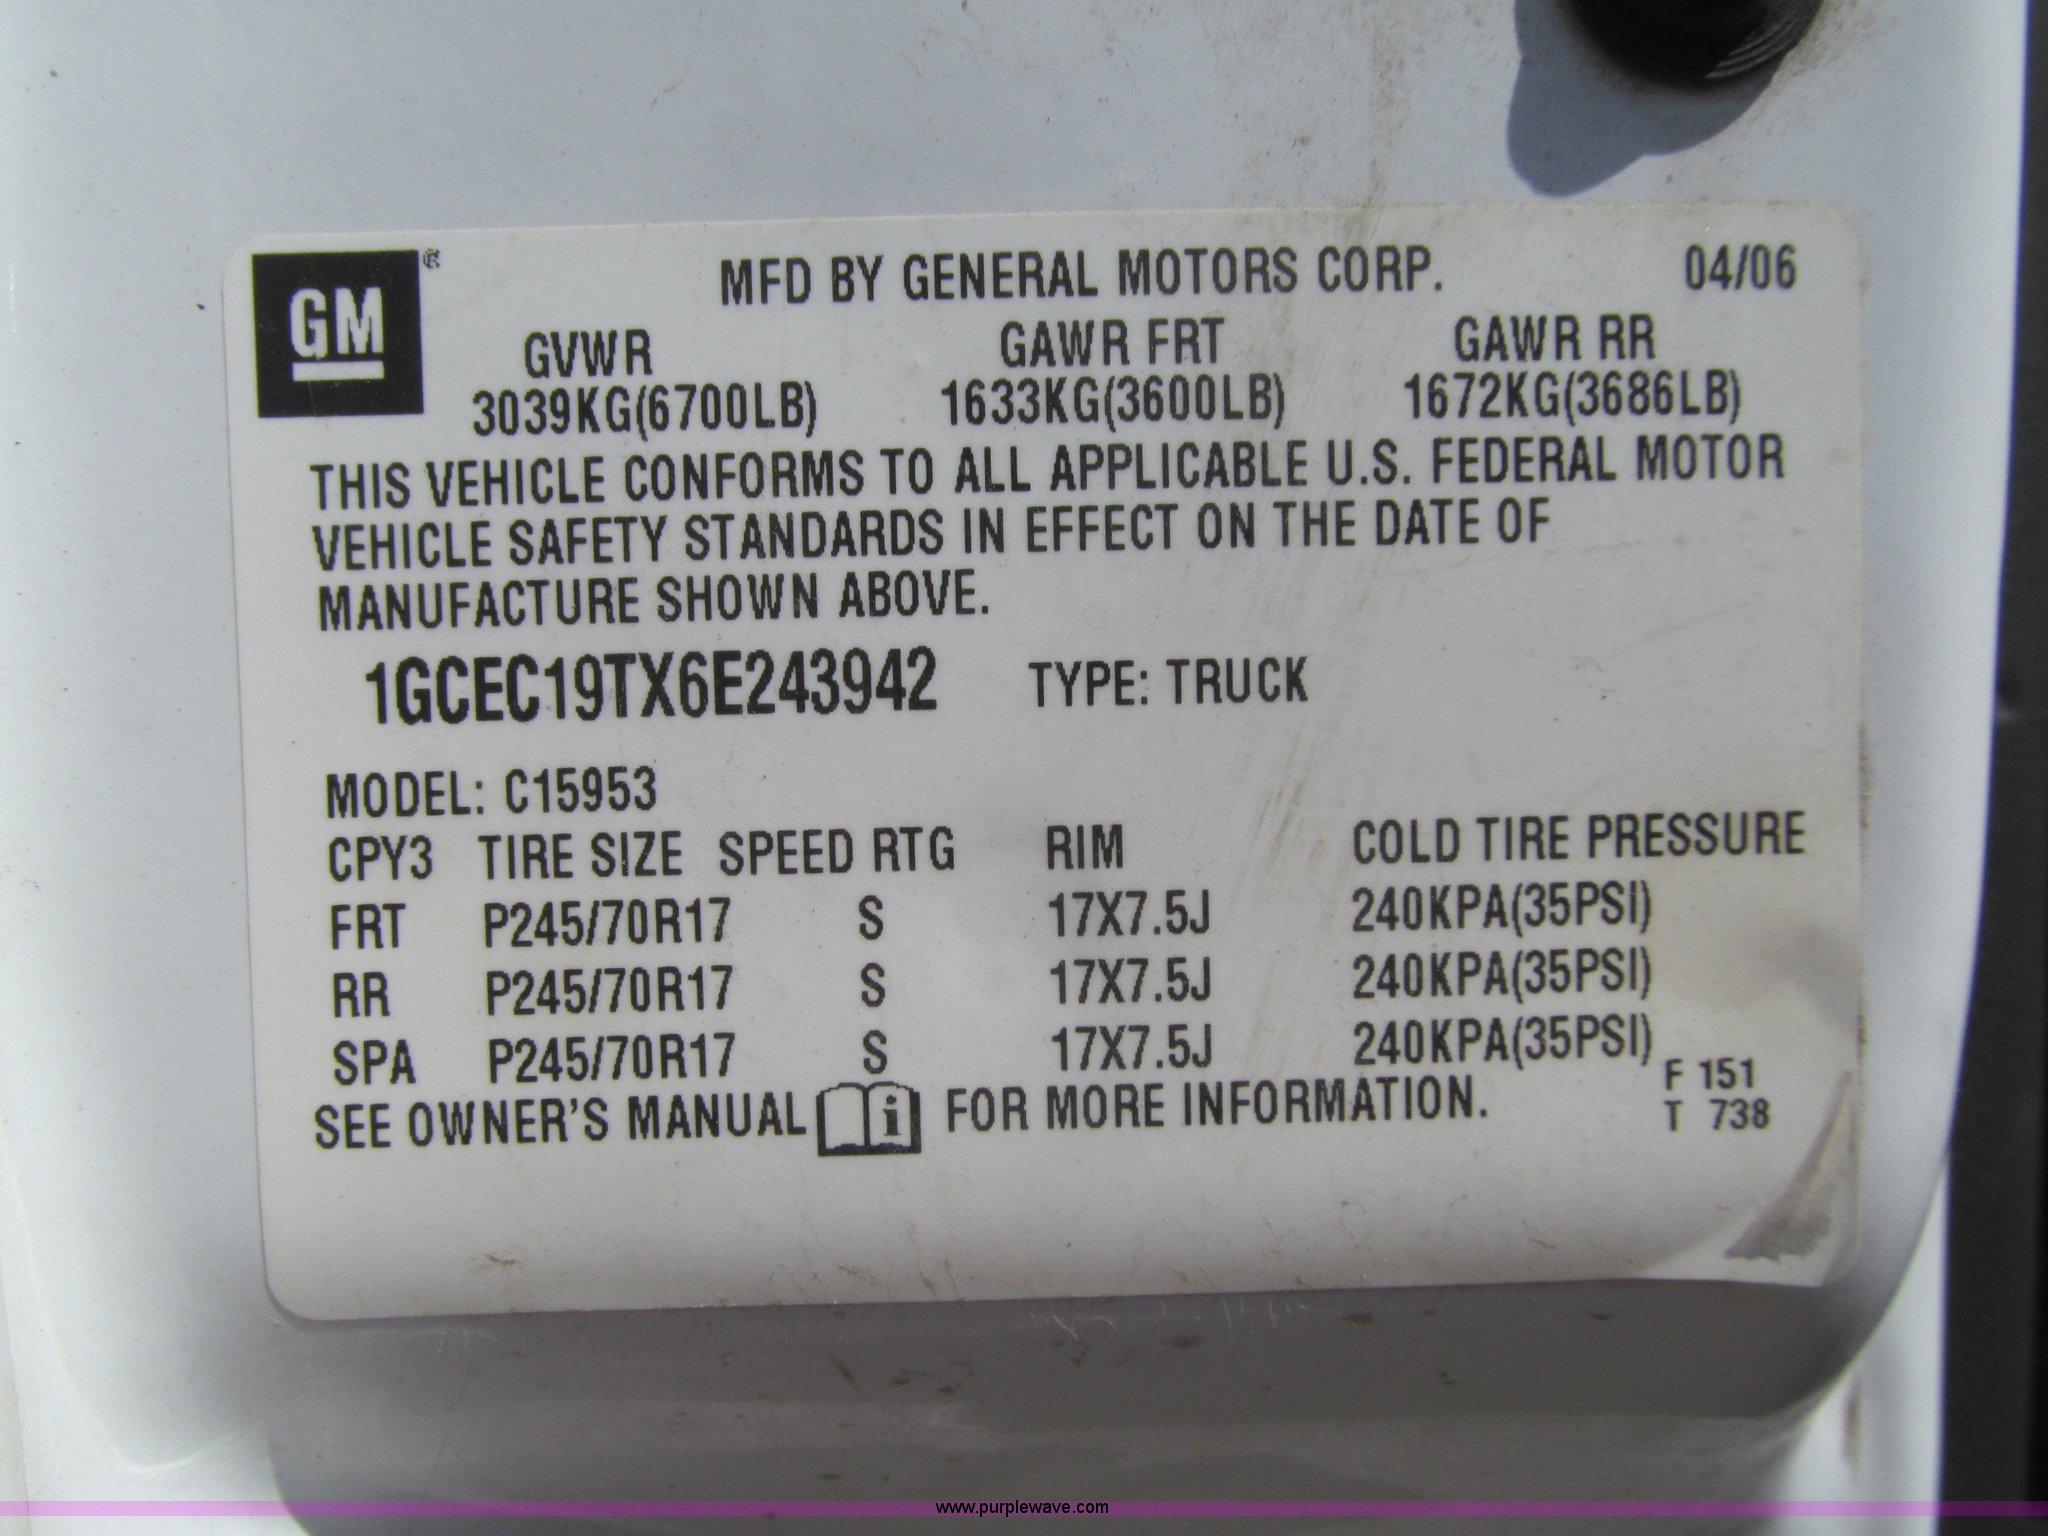 GM®
MFD BY GENERAL MOTORS CORP. 04/06
GVWR GAWR FRT GAWR RR
3039KG(6700LB) 1633KG(3600LB) 1672KG(3686LB)
THIS VEHICLE CONFORMS TO ALL APPLICABLE U.S. FEDERAL MOTOR
VEHICLE SAFETY STANDARDS IN EFFECT ON THE DATE OF
MANUFACTURE SHOWN ABOVE.
1GCEC19TX6E243942 TYPE: TRUCK
MODEL: C15953
CPY3 TIRE SIZE SPEED RTG RIM COLD TIRE PRESSURE
FRT P245/70R17 S 17X7.5J 240KPA(35PSI)
RR P245/70R17 S 17X7.5J 240KPA(35PSI)
SPA P245/70R17 S 17X7.5J 240KPA(35PSI)
SEE OWNER'S MANUAL i FOR MORE INFORMATION.
F 151
T 738
www.purplewave.com